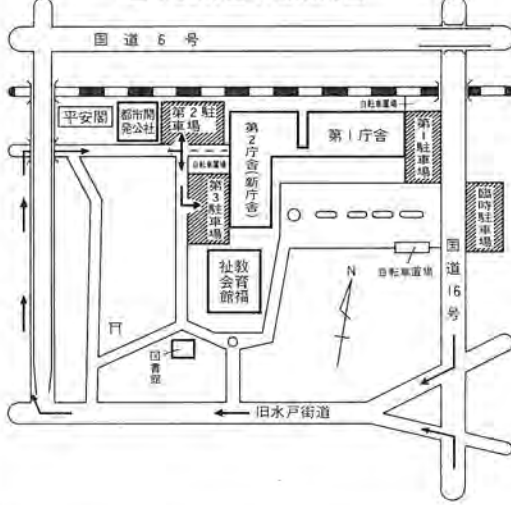 国道6号
自転車置場
平安閣
都市開
発公社
第2駐
車場
第2庁舎(新庁舎)
第1庁舎
第1駐車場
自転車置場
第3駐車場
臨時駐車場
国道16号
自転車置場
教育福
祉会館
N
図書館
旧水戸街道